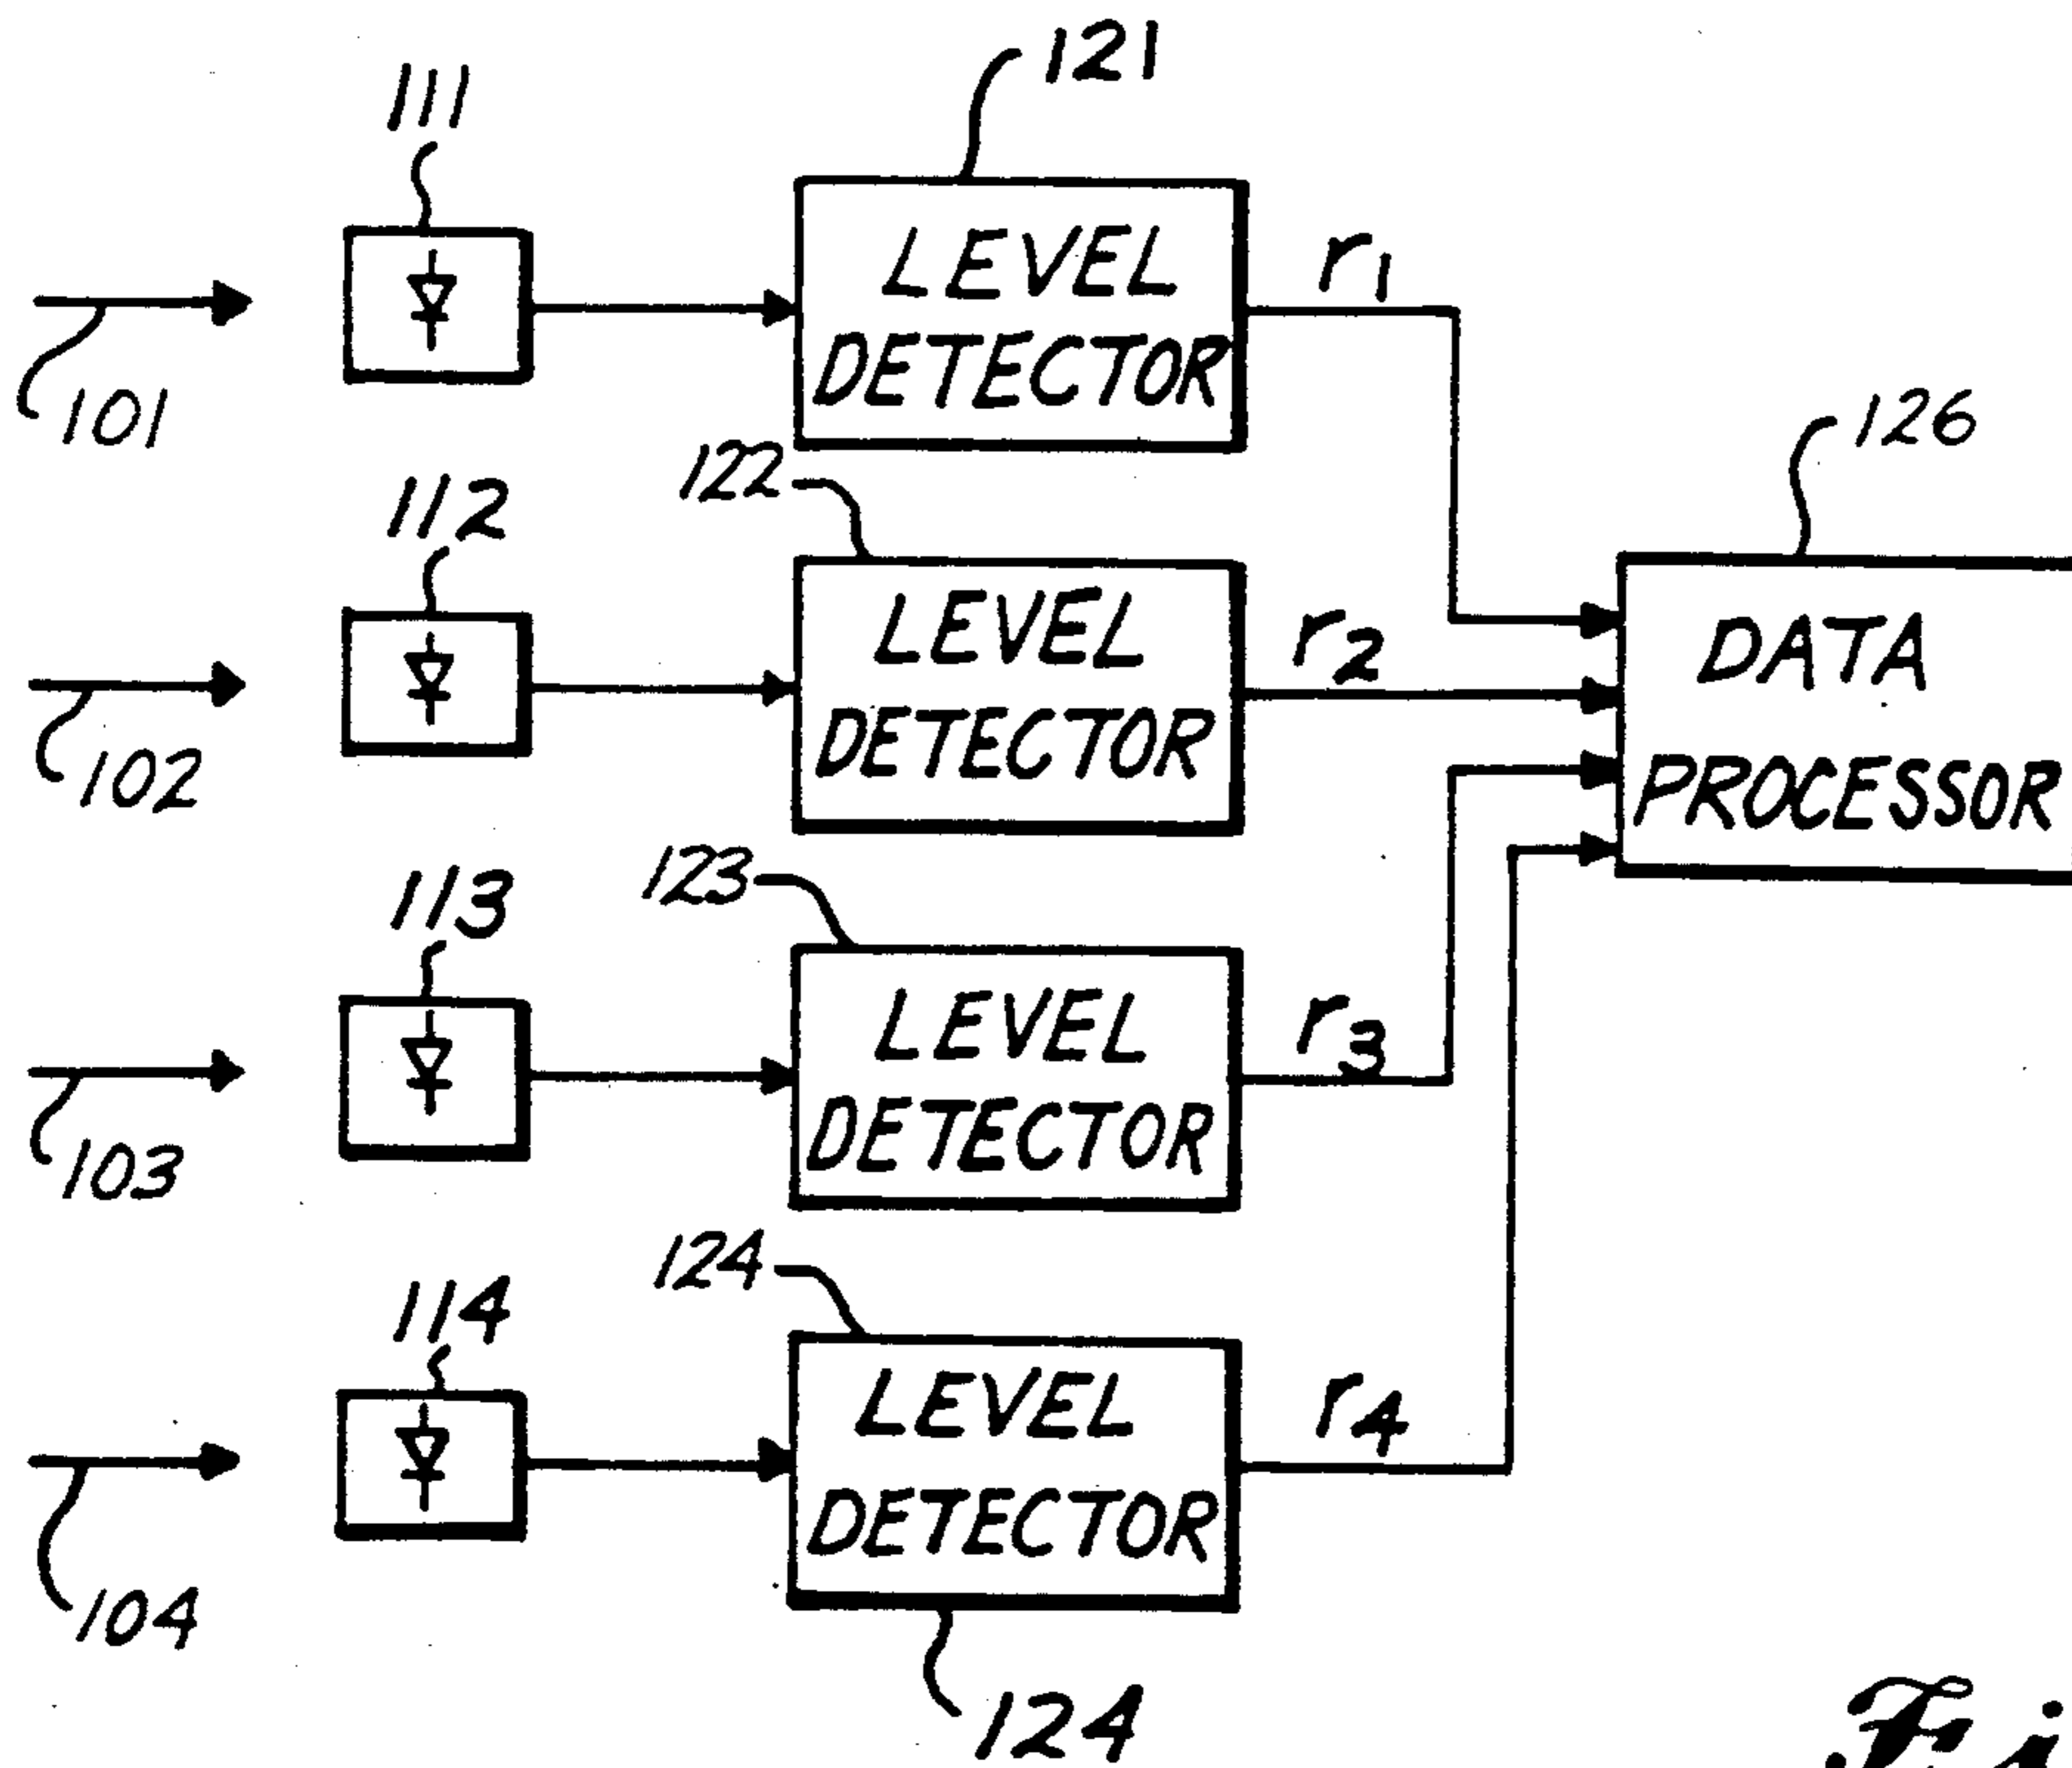 121
111
LEVEL
DETECTOR
r1
101
126
122
112
LEVEL
DETECTOR
r2
DATA
PROCESSOR
102
123
113
LEVEL
DETECTOR
r3
103
124
114
LEVEL
DETECTOR
r4
104
124
Fi